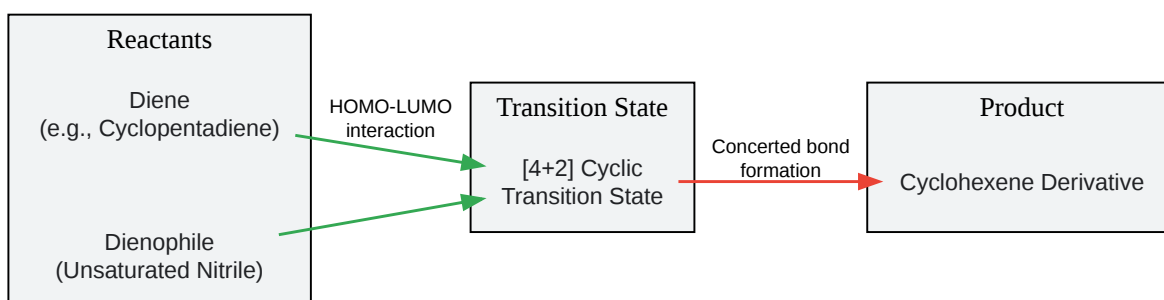 Reactants
Diene
(e.g., Cyclopentadiene)
Dienophile
(Unsaturated Nitrile)
HOMO-LUMO
interaction
Transition State
[4+2] Cyclic
Transition State
Concerted bond
formation
Product
Cyclohexene Derivative